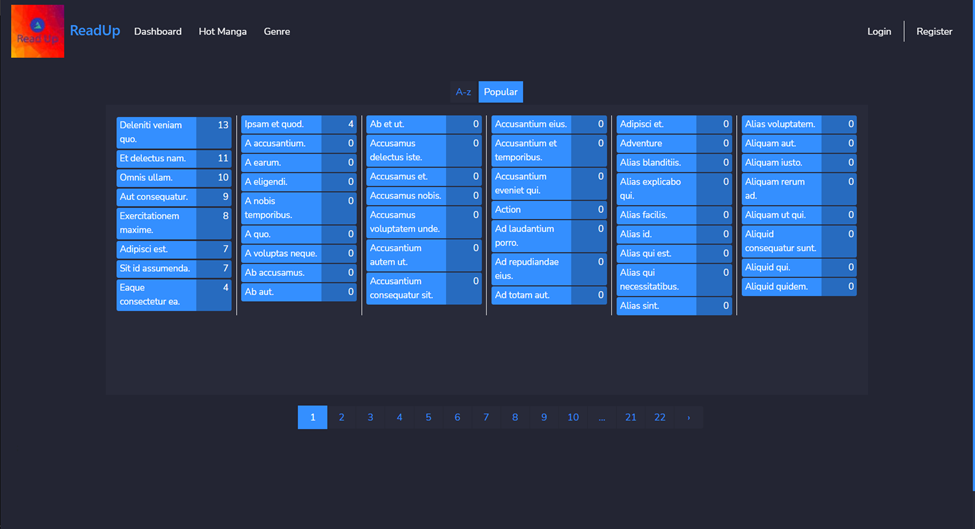 Read Up
ReadUp Dashboard Hot Manga Genre Login Register
A-z Popular
Deleniti veniam 13
quo.
Et delectus nam. 11
Omnis ullam. 10
Aut consequatur. 9
Exercitationem 8
maxime.
Adipisci est. 7
Sit id assumenda. 7
Eaque 4
consectetur ea.
Ipsam et quod. 4
A accusantium. 0
A earum. 0
A eligendi. 0
A nobis 0
temporibus.
A quo. 0
A voluptas neque. 0
Ab accusamus. 0
Ab aut. 0
Ab et ut. 0
Accusamus 0
delectus iste.
Accusamus et. 0
Accusamus nobis. 0
Accusamus 0
voluptatem unde.
Accusantium 0
autem ut.
Accusantium 0
consequatur sit.
Accusantium eius. 0
Accusantium et 0
temporibus.
Accusantium 0
eveniet qui.
Action 0
Ad laudantium 0
porro.
Ad repudiandae 0
eius.
Ad totam aut. 0
Adipisci et. 0
Adventure 0
Alias blanditiis. 0
Alias explicabo 0
qui.
Alias facilis. 0
Alias id. 0
Alias qui est. 0
Alias qui 0
necessitatibus.
Alias sint. 0
Alias voluptatem. 0
Aliquam aut. 0
Aliquam iusto. 0
Aliquam rerum 0
ad.
Aliquam ut qui. 0
Aliquid 0
consequatur sunt.
Aliquid qui. 0
Aliquid quidem. 0
1 2 3 4 5 6 7 8 9 10 ... 21 22 ›